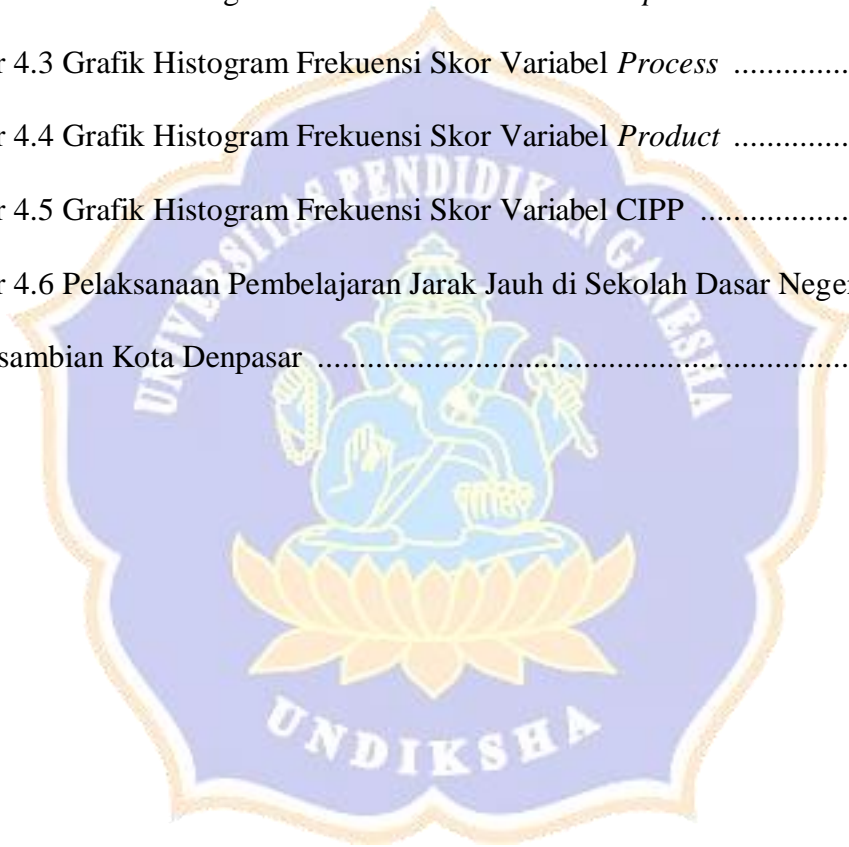 r 4.3 Grafik Histogram Frekuensi Skor Variabel Process ..............
r 4.4 Grafik Histogram Frekuensi Skor Variabel Product ..............
r 4.5 Grafik Histogram Frekuensi Skor Variabel CIPP ..................
r 4.6 Pelaksanaan Pembelajaran Jarak Jauh di Sekolah Dasar Neger
sambian Kota Denpasar ................................................................
UNIVERSITAS PENDIDIKAN GANESHA
UNDIKSHA